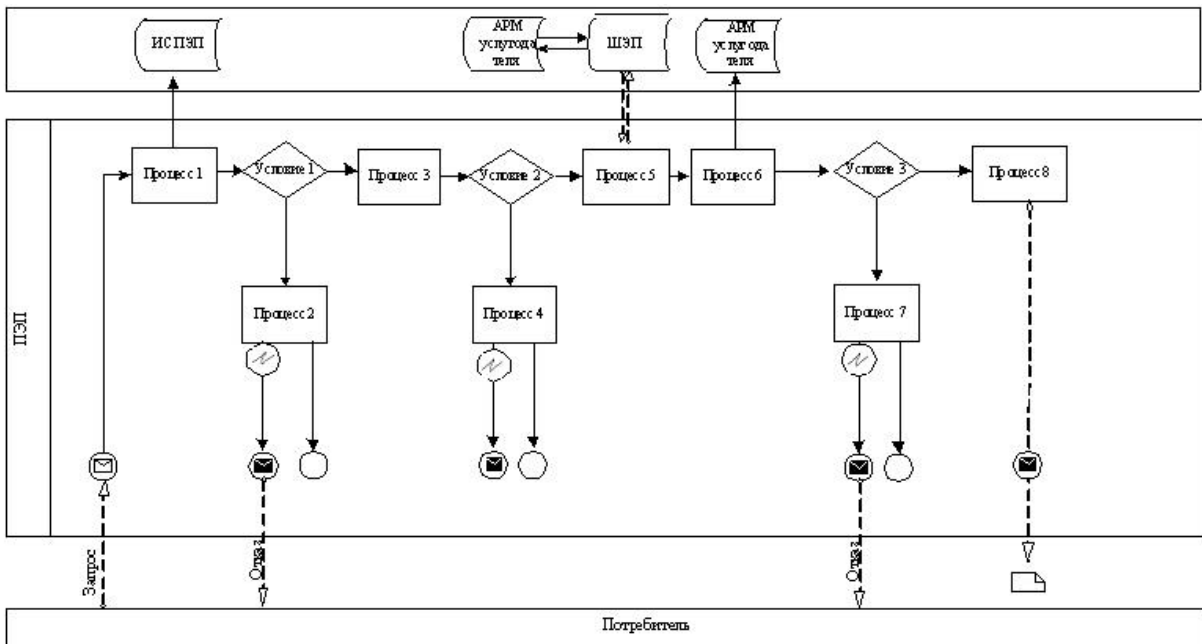 ИС ПЭП
АРМ
услугода
теля
ШЭП
АРМ
услугода
теля
Процесс 1
Условие 1
Процесс 3
Условие 2
Процесс 5
Процесс 6
Условие 3
Процесс 8
Процесс 2
Процесс 4
Процесс 7
ПЭП
Запрос
Отказ
Отказ
Потребитель